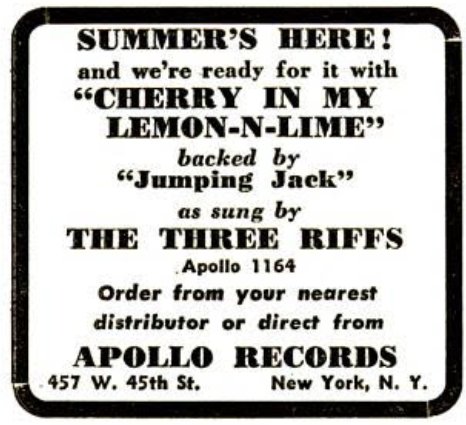 SUMMER'S HERE!
and we're ready for it with
"CHERRY IN MY
LEMON-N-LIME"
backed by
"Jumping Jack"
as sung by
THE THREE RIFFS
Apollo 1164
Order from your nearest
distributor or direct from
APOLLO RECORDS
457 W. 45th St. New York, N. Y.